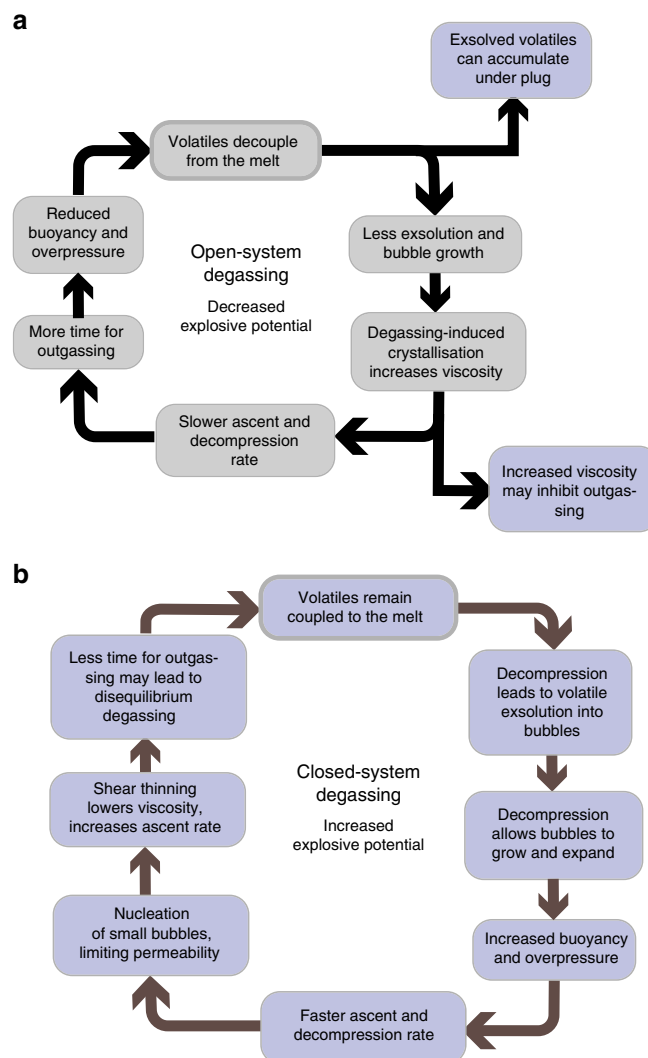 a
Exsolved volatiles
can accumulate
under plug
Volatiles decouple
from the melt
Reduced
buoyancy and
overpressure
Less exsolution and
bubble growth
Open-system
degassing
Decreased
explosive potential
More time for
outgassing
Degassing-induced
crystallisation
increases viscosity
Slower ascent and
decompression
rate
Increased viscosity
may inhibit outgas-
sing
b
Volatiles remain
coupled to the melt
Less time for outgas-
sing may lead to
disequilibrium
degassing
Decompression
leads to volatile
exsolution into
bubbles
Closed-system
degassing
Increased
explosive potential
Shear thinning
lowers viscosity,
increases ascent rate
Decompression
allows bubbles to
grow and expand
Nucleation
of small bubbles,
limiting permeability
Increased buoyancy
and overpressure
Faster ascent and
decompression rate